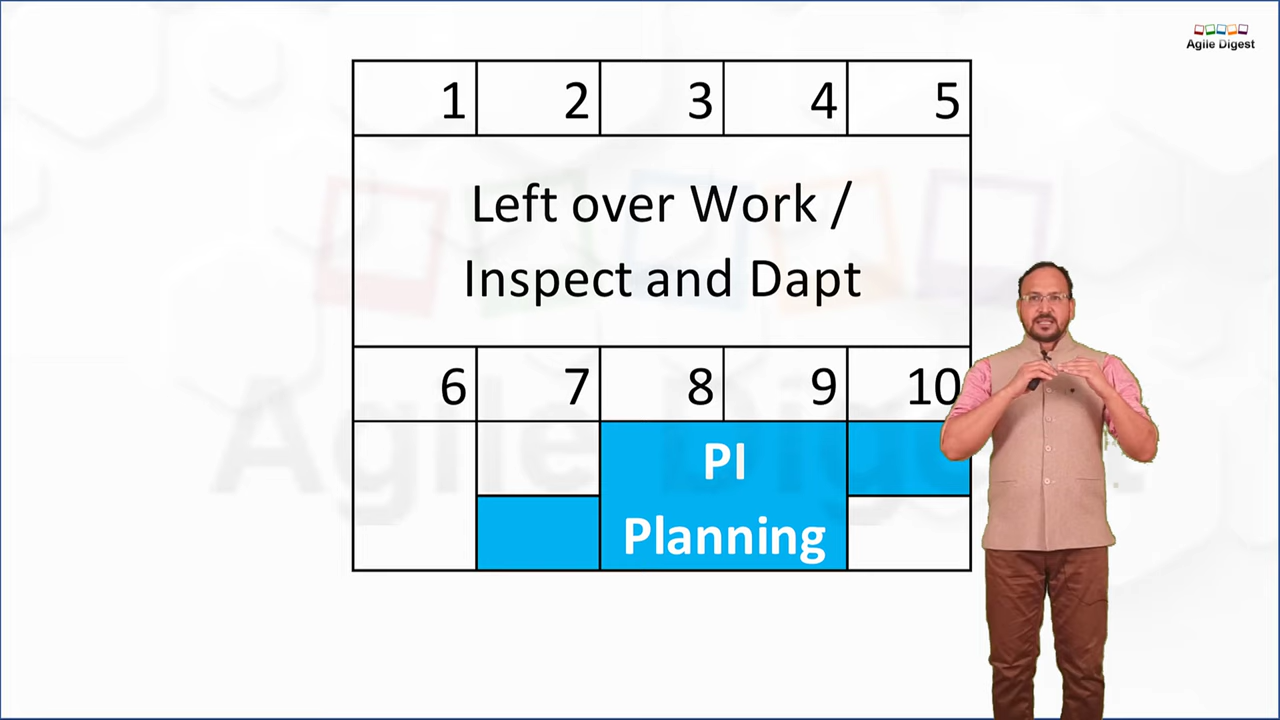 Agile Digest
1 2 3 4 5
Left over Work /
Inspect and Dapt
6 7 8 9 10
PI
Planning